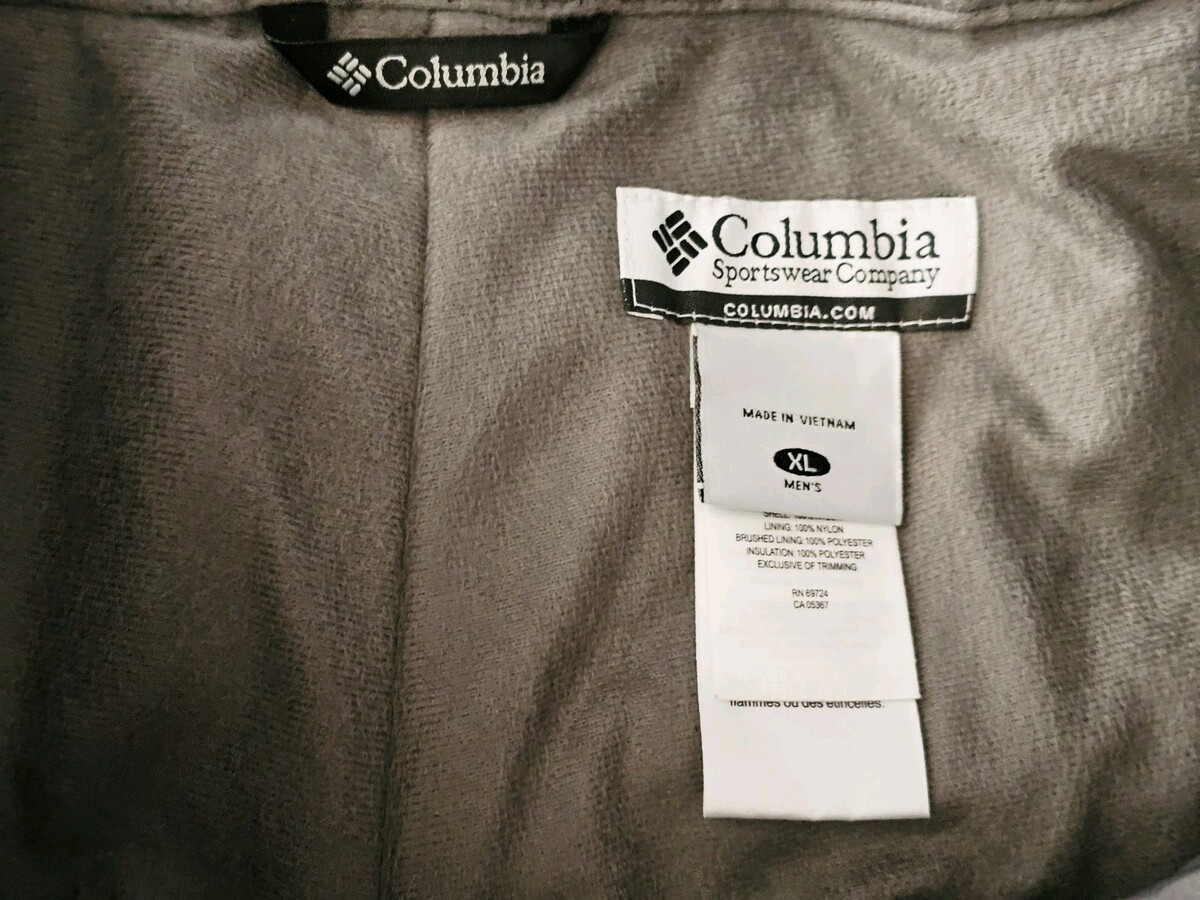 Columbia
Columbia
Sportswear Company
COLUMBIA.COM
MADE IN VIETNAM
XL
MEN'S
LINING: 100% NYLON
BRUSHED LINING: 100% POLYESTER
INSULATION: 100% POLYESTER
EXCLUSIVE OF TRIMMING
RN 69724
CA 05367
flammes ou des étincelles.